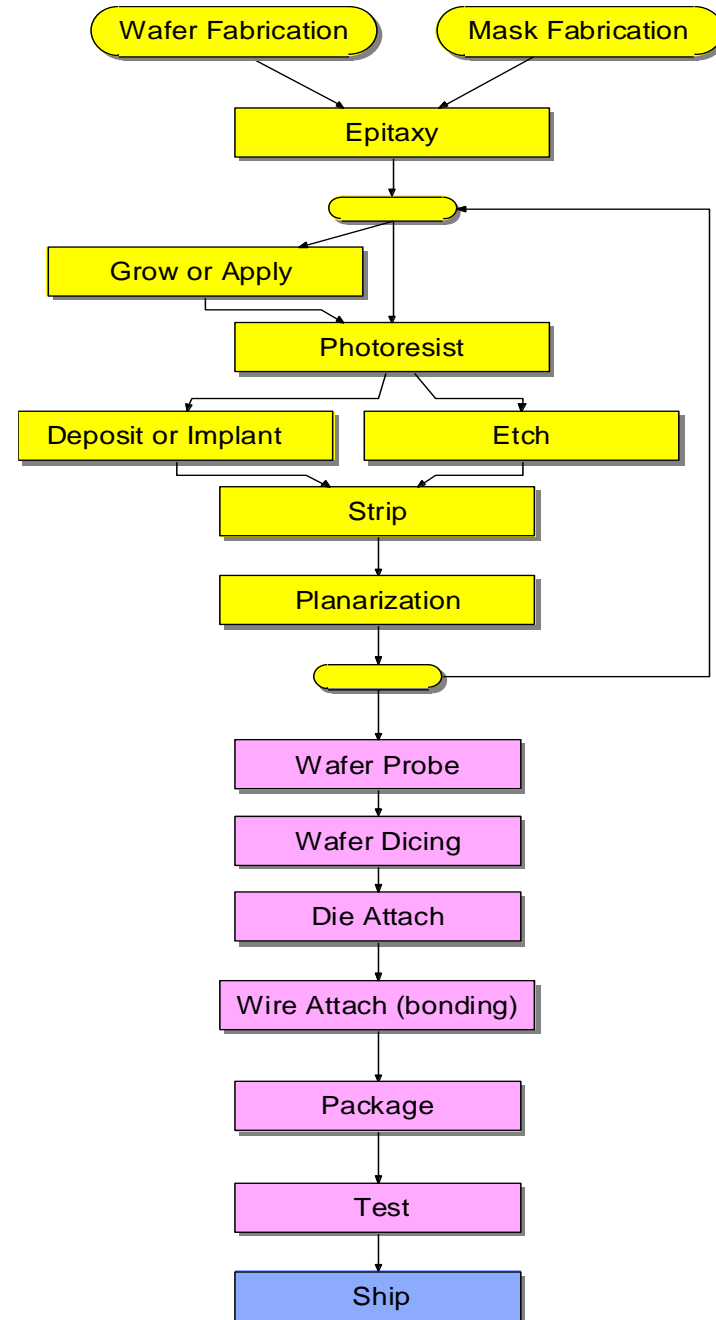 Wafer Fabrication
Mask Fabrication
Epitaxy
Grow or Apply
Photoresist
Deposit or Implant
Etch
Strip
Planarization
Wafer Probe
Wafer Dicing
Die Attach
Wire Attach (bonding)
Package
Test
Ship